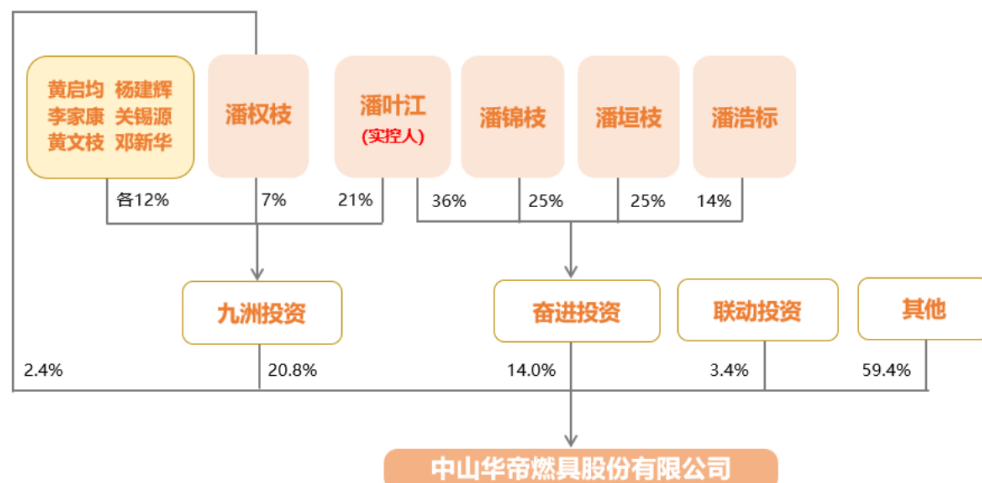 黄启均 杨建辉
李家康 关锡源
黄文枝 邓新华
潘权枝
潘叶江
(实控人)
潘锦枝
潘垣枝
潘浩标
各12%
7%
21%
36%
25%
25%
14%
九洲投资
奋进投资
联动投资
其他
2.4%
20.8%
14.0%
3.4%
59.4%
中山华帝燃具股份有限公司